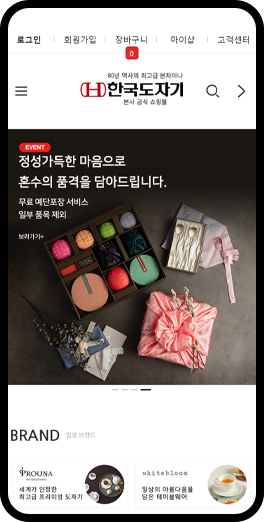 로그인
회원가입
장바구니
마이샵
고객센터
0
80년 역사의 최고급 본차이나
한국도자기
본사 공식 쇼핑몰
EVENT
정성가득한 마음으로
혼수의 품격을 담아드립니다.
무료 예단포장 서비스
일부 품목 제외
보러가기+
BRAND 입점 브랜드
PROUNA
세계가 인정한
최고급 프리미엄 도자기
whitebloom
일상의 아름다움을
담은 테이블웨어